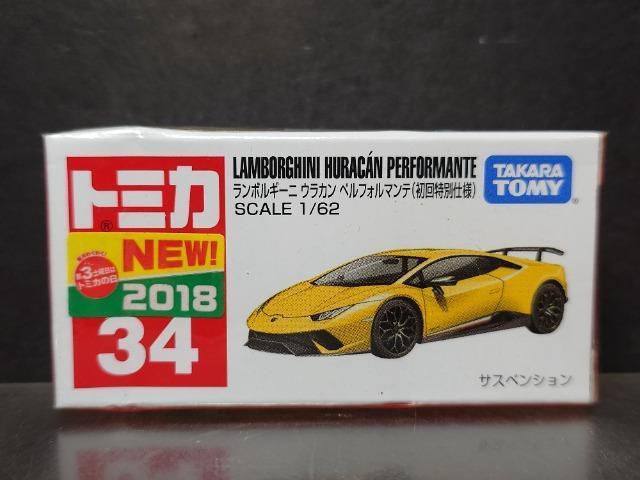 トミカ
®
LAMBORGHINI HURACÁN PERFORMANTE
ランボルギーニ ウラカン ペルフォルマンテ(初回特別仕様)
SCALE 1/62
TAKARA
TOMY
®
第3土曜日は
トミカの日
NEW!
2018
34
サスペンション